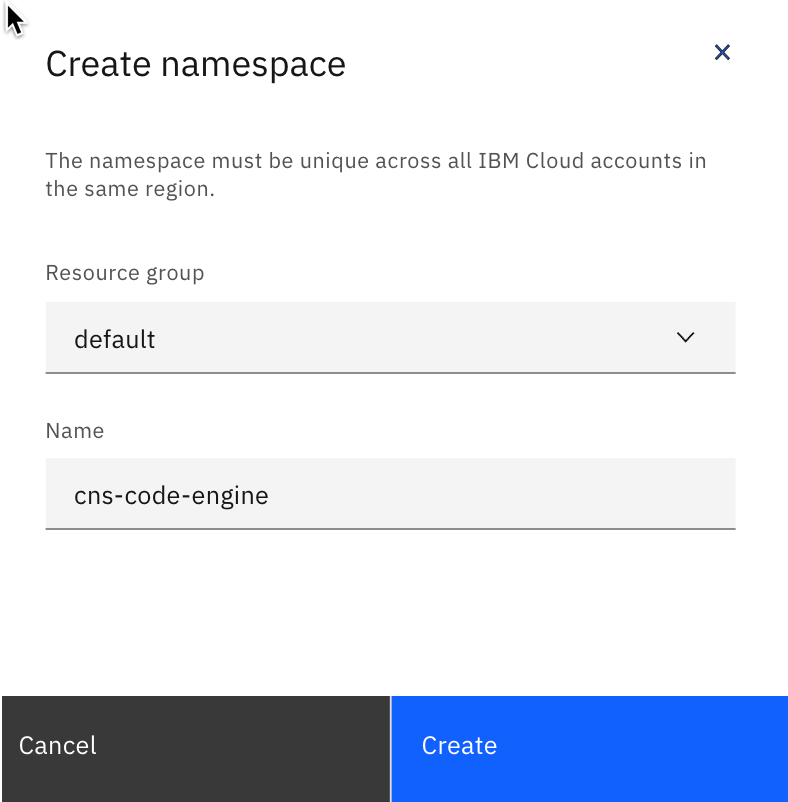 Create namespace
The namespace must be unique across all IBM Cloud accounts in
the same region.
Resource group
default
Name
cns-code-engine
Cancel
Create